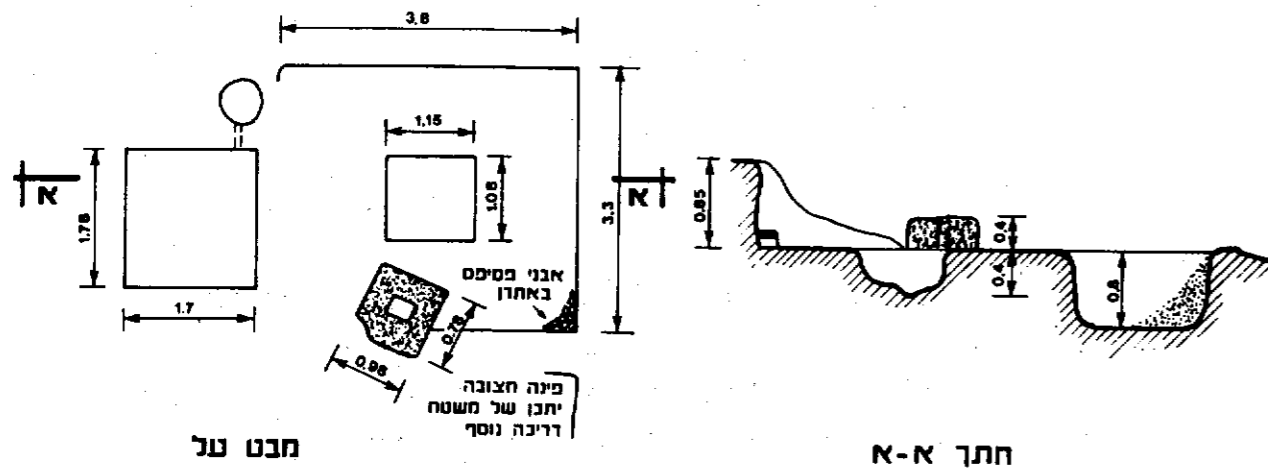 3,8
1,15
1.08
3.3
א
א
1.78
1.7
אבני פסיפס
באתרן
0.78
0.98
פינה חצובה
יתכן של משטח
דריכה נוסף
מבט על
0.85
0,4
0,4
0,8
חתך א-א